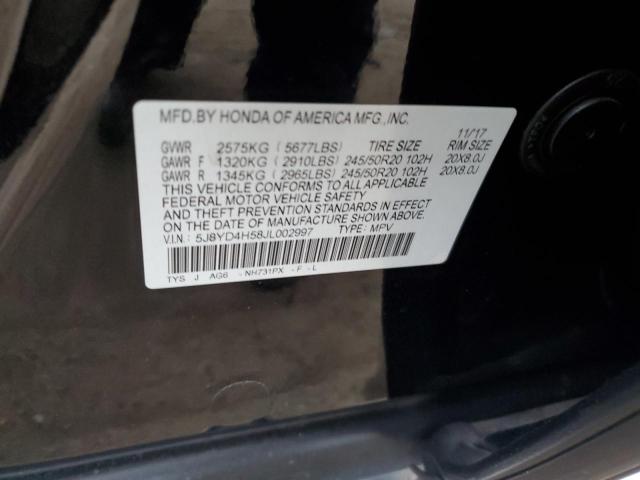 MFD.BY HONDA OF AMERICA MFG.,INC.
11/17
GVWR 2575KG ( 5677LBS) TIRE SIZE RIM SIZE
GAWR F 1320KG (2910LBS) 245/50R20 102H 20X8.0J
GAWR R 1345KG (2965LBS) 245/50R20 102H 20X8.0J
THIS VEHICLE CONFORMS TO ALL APPLICABLE
FEDERAL MOTOR VEHICLE SAFETY
AND THEFT PREVENTION STANDARDS IN EFFECT
ON THE DATE OF MANUFACTURE SHOWN ABOVE.
V.I.N: 5J8YD4H58JL002997 TYPE: MPV
TYS J AG6 -NH731PX -F -L